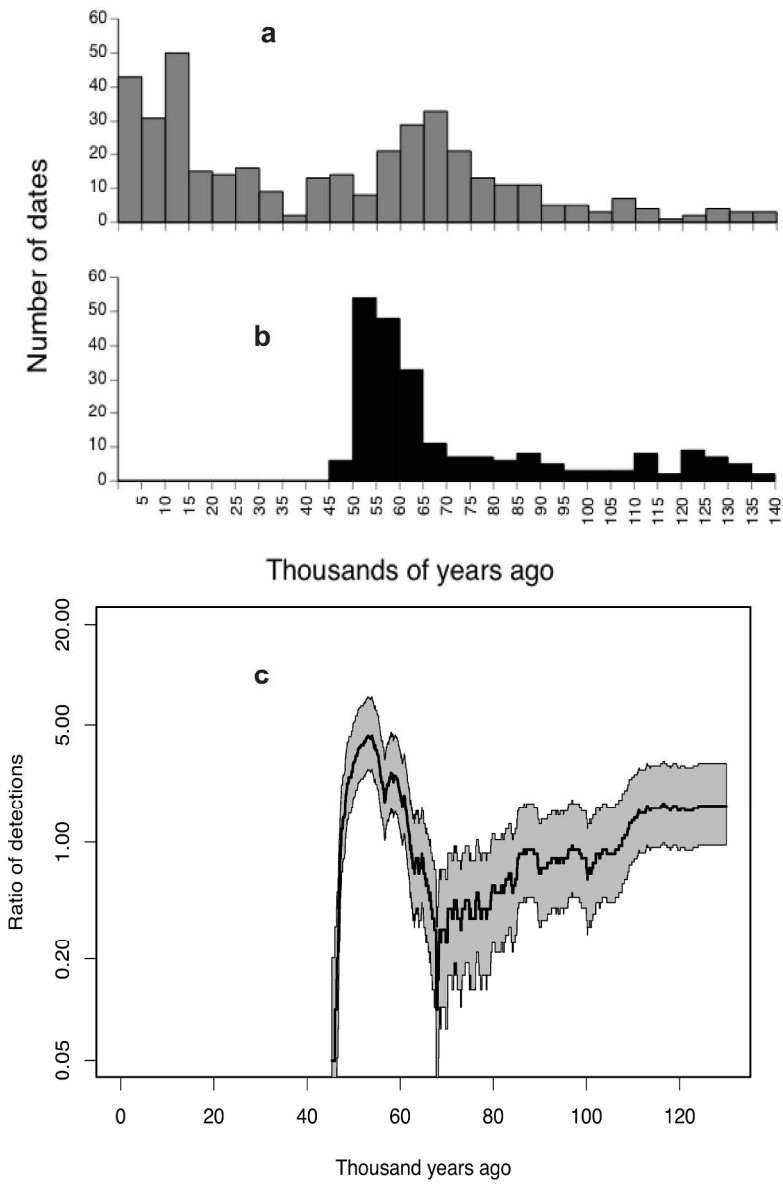 a
60
50
40
30
20
10
0
Number of dates
b
60
50
40
30
20
10
0
5 10 15 20 25 30 35 40 45 50 55 60 65 70 75 80 85 90 95 100 105 110 115 120 125 130 135 140
Thousands of years ago
c
20.00
5.00
1.00
0.20
0.05
Ratio of detections
0 20 40 60 80 100 120
Thousand years ago